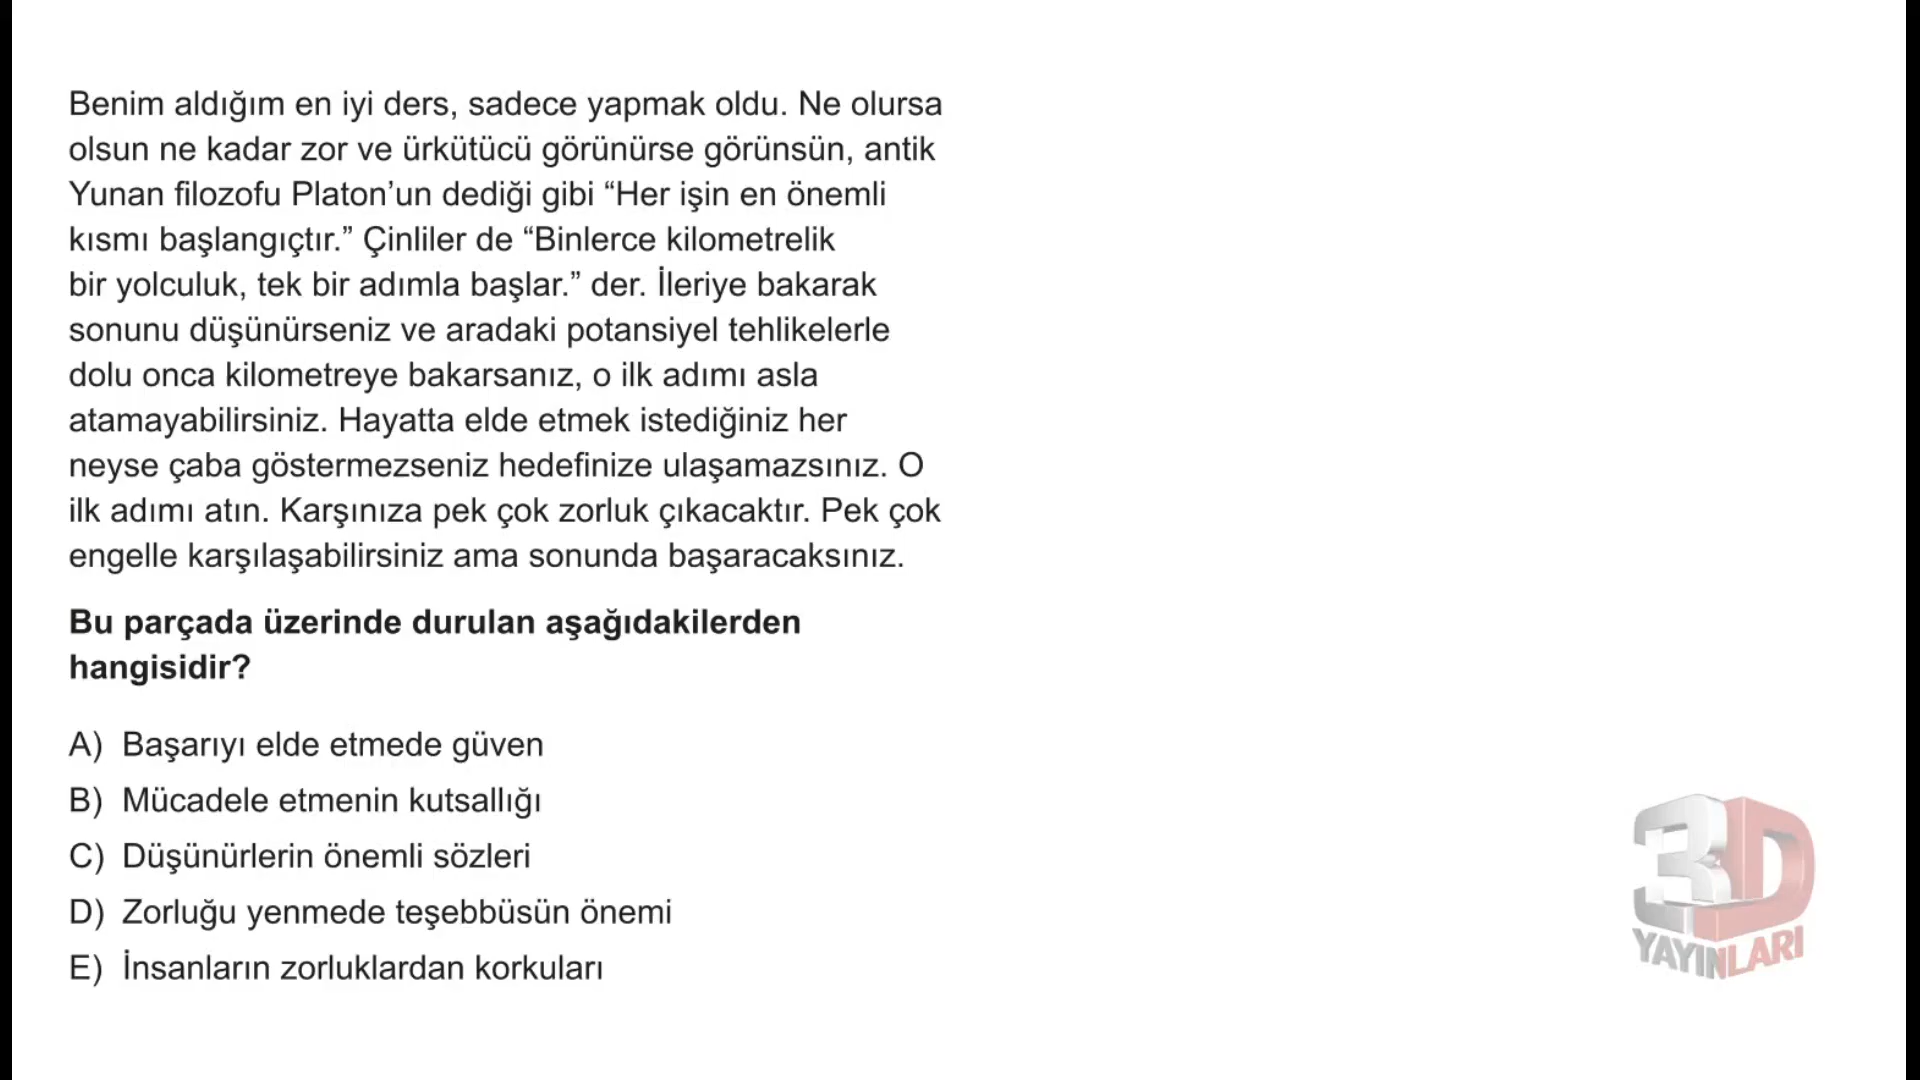 Benim aldığım en iyi ders, sadece yapmak oldu. Ne olursa
olsun ne kadar zor ve ürkütücü görünürse görünsün, antik
Yunan filozofu Platon’un dediği gibi “Her işin en önemli
kısmı başlangıçtır.” Çinliler de “Binlerce kilometrelik
bir yolculuk, tek bir adımla başlar.” der. İleriye bakarak
sonunu düşünürseniz ve aradaki potansiyel tehlikelerle
dolu onca kilometreye bakarsanız, o ilk adımı asla
atamayabilirsiniz. Hayatta elde etmek istediğiniz her
neyse çaba göstermezseniz hedefinize ulaşamazsınız. O
ilk adımı atın. Karşınıza pek çok zorluk çıkacaktır. Pek çok
engelle karşılaşabilirsiniz ama sonunda başaracaksınız.
Bu parçada üzerinde durulan aşağıdakilerden
hangisidir?
A) Başarıyı elde etmede güven
B) Mücadele etmenin kutsallığı
C) Düşünürlerin önemli sözleri
D) Zorluğu yenmede teşebbüsün önemi
E) İnsanların zorluklardan korkuları
3D
YAYINLARI